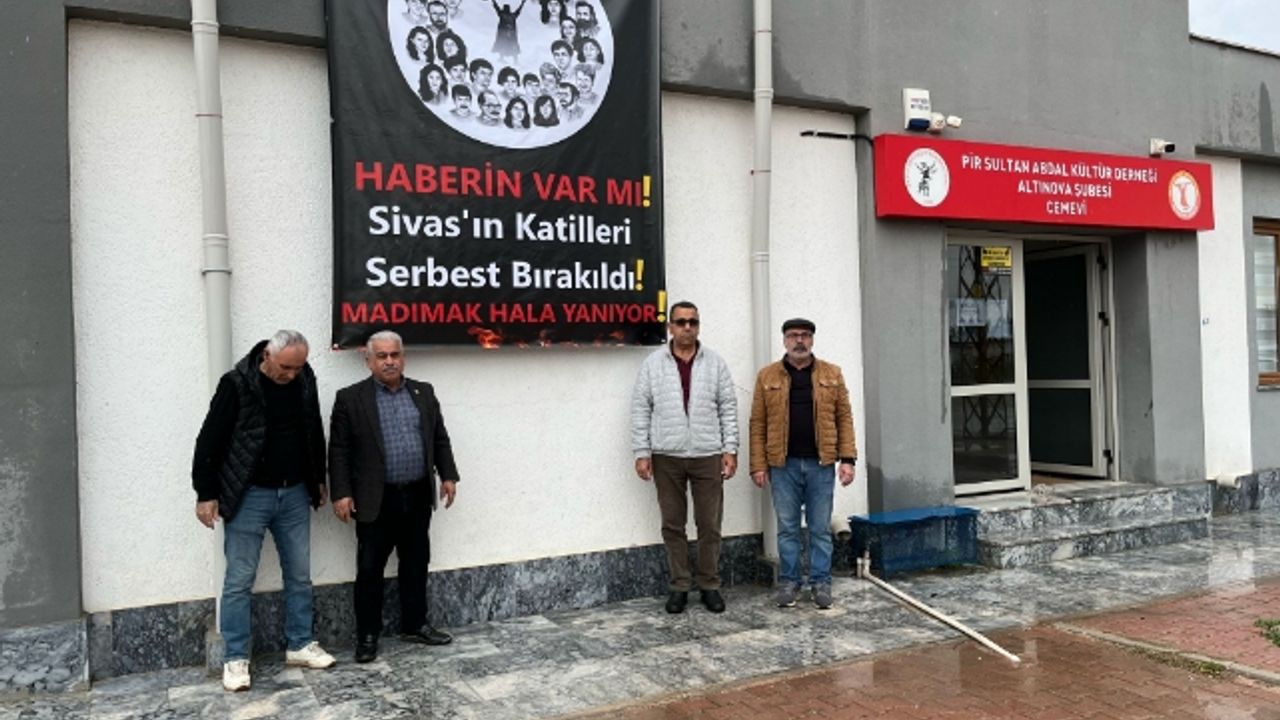 HABERİN VAR MI!
Sivas'ın Katilleri
Serbest Bırakıldı!
MADIMAK HALA YANIYOR!
PİR SULTAN ABDAL KÜLTÜR DERNEĞİ
ALTINOVA ŞUBESİ
CEMEVİ